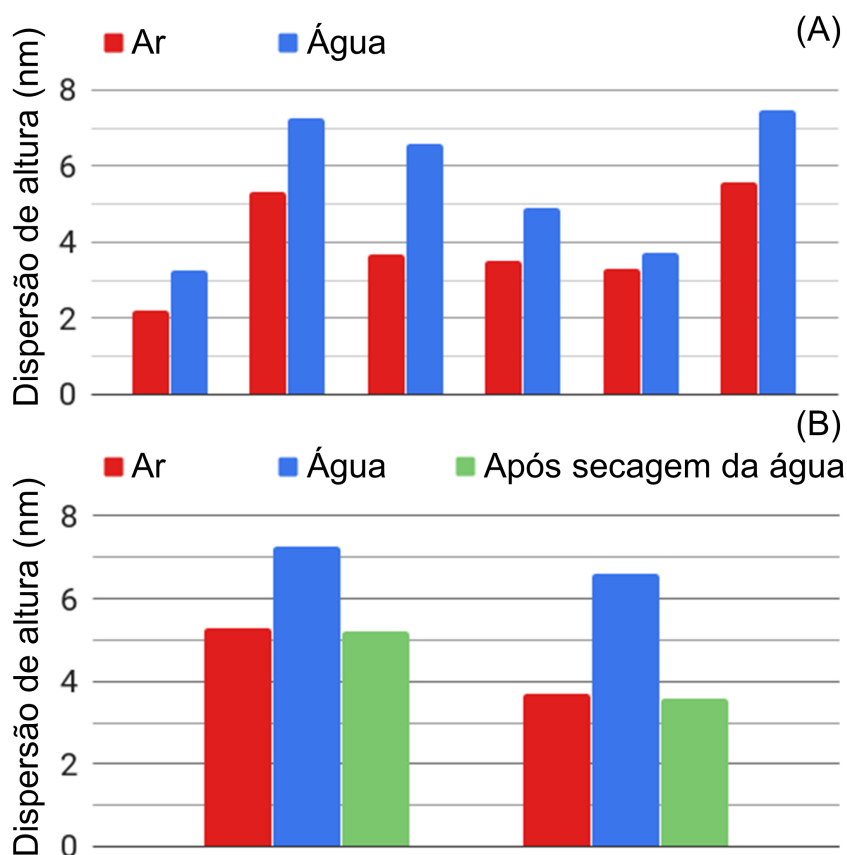 (A)
Ar Água
Dispersão de altura (nm)
8
6
4
2
0
(B)
Ar Água Após secagem da água
Dispersão de altura (nm)
8
6
4
2
0